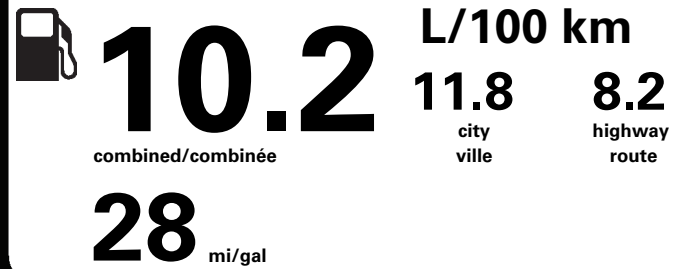 10.2
combined/combinée
L/100 km
11.8 8.2
city highway
ville route
28 mi/gal